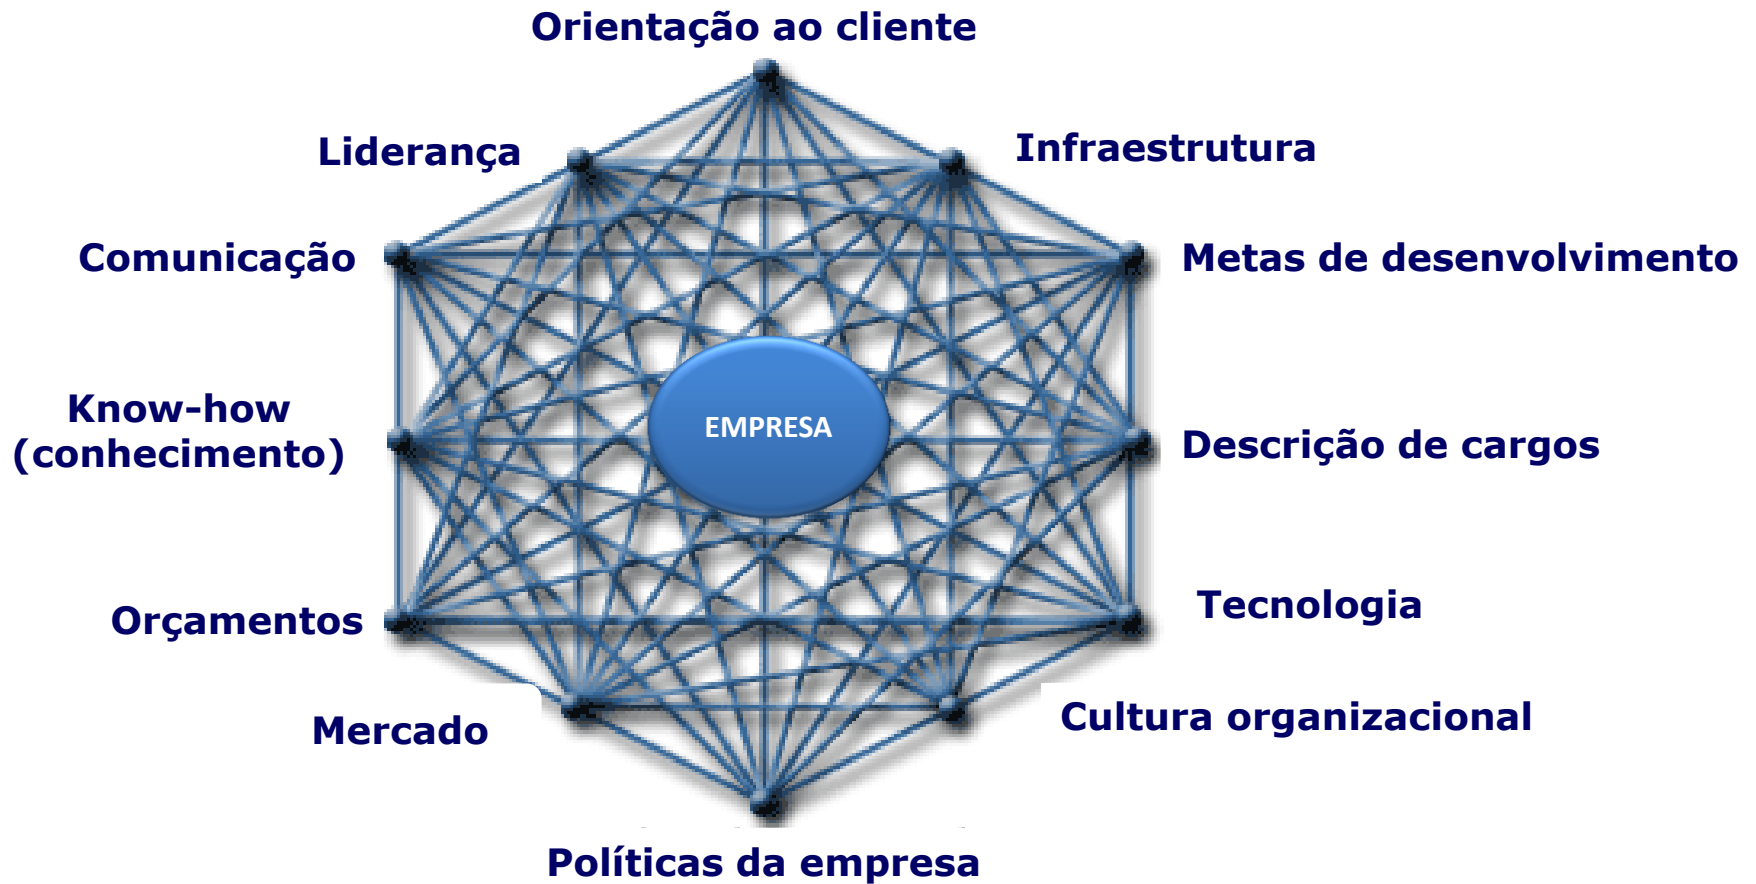 Orientação ao cliente
Liderança
Infraestrutura
Comunicação
Metas de desenvolvimento
Know-how
(conhecimento)
EMPRESA
Descrição de cargos
Orçamentos
Tecnologia
Mercado
Cultura organizacional
Políticas da empresa